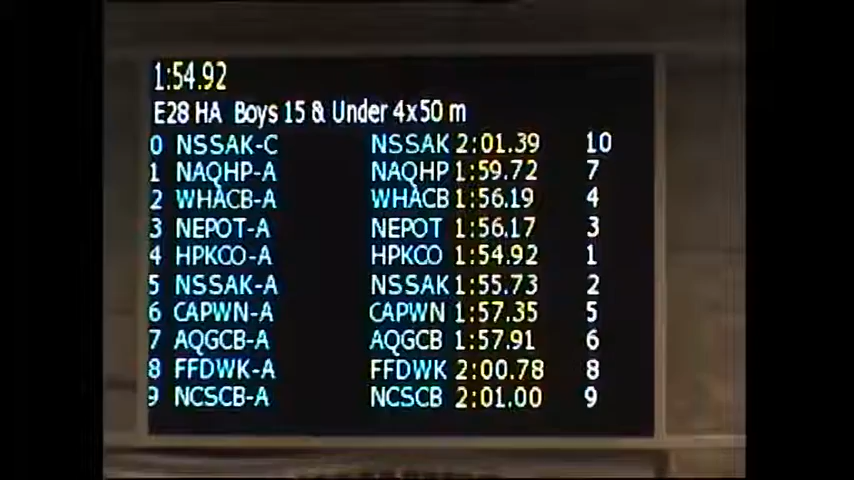 1:54.92
E28 HA Boys 15 & Under 4x50 m
0 NSSAK-C NSSAK 2:01.39 10
1 NAQHP-A NAQHP 1:59.72 7
2 WHACB-A WHACB 1:56.19 4
3 NEPOT-A NEPOT 1:56.17 3
4 HPKCO-A HPKCO 1:54.92 1
5 NSSAK-A NSSAK 1:55.73 2
6 CAPWN-A CAPWN 1:57.35 5
7 AQGCB-A AQGCB 1:57.91 6
8 FFDWK-A FFDWK 2:00.78 8
9 NCSCB-A NCSCB 2:01.00 9